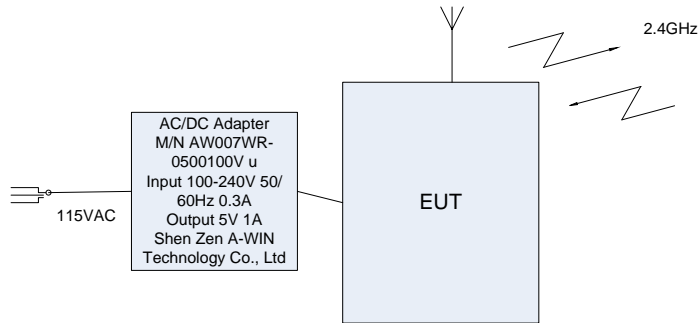 2.4GHz
AC/DC Adapter
M/N AW007WR-
0500100V u
Input 100-240V 50/
60Hz 0.3A
Output 5V 1A
Shen Zen A-WIN
Technology Co., Ltd
115VAC
EUT